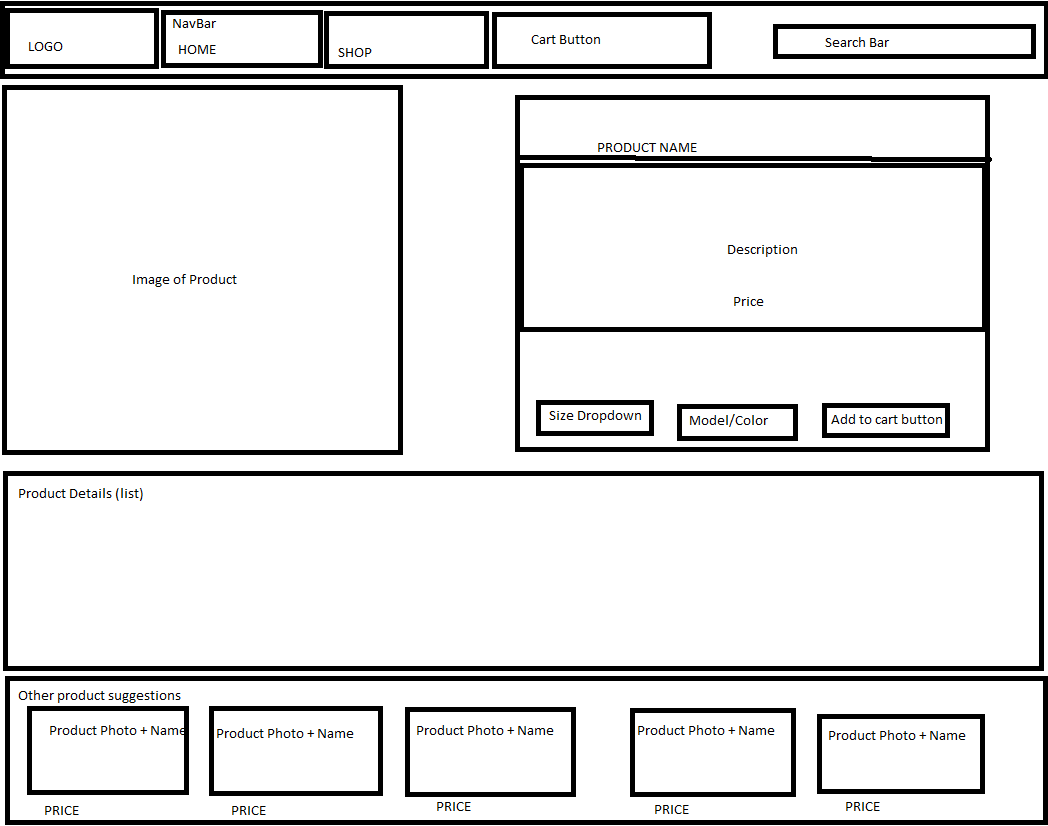 LOGO
NavBar
HOME
SHOP
Cart Button
Search Bar
Image of Product
PRODUCT NAME
Description
Price
Size Dropdown
Model/Color
Add to cart button
Product Details (list)
Other product suggestions
Product Photo + Name
Product Photo + Name
Product Photo + Name
Product Photo + Name
Product Photo + Name
PRICE
PRICE
PRICE
PRICE
PRICE